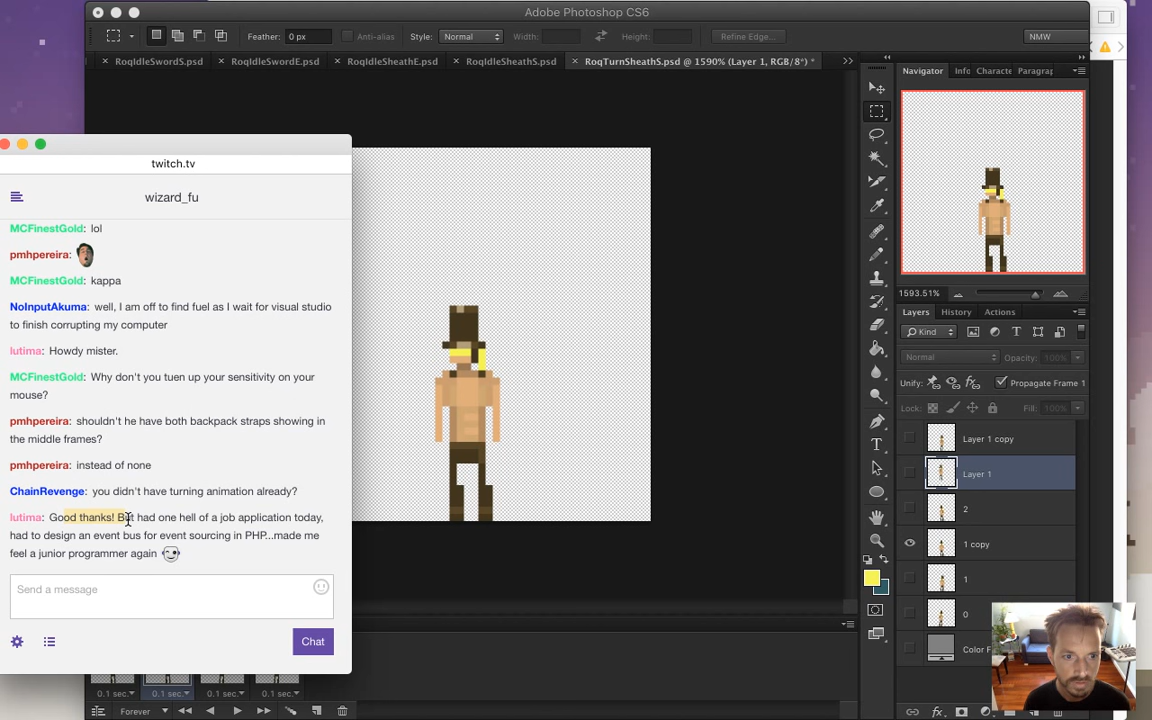 Adobe Photoshop CS6
Feather: 0 px Anti-alias Style: Normal Width: Height: Refine Edge... NMW
RoqIdleSwordS.psd RoqIdleSwordE.psd RoqIdleSheathE.psd RoqIdleSheathS.psd RoqTurnSheathS.psd @ 1590% (Layer 1, RGB/8*) *
twitch.tv
wizard_fu
MCFinestGold: lol
pmhpereira:
MCFinestGold: kappa
NoInputAkuma: well, I am off to find fuel as I wait for visual studio
to finish corrupting my computer
lutima: Howdy mister.
MCFinestGold: Why don't you tuen up your sensitivity on your
mouse?
pmhpereira: shouldn't he have both backpack straps showing in
the middle frames?
pmhpereira: instead of none
ChainRevenge: you didn't have turning animation already?
lutima: Good thanks! But had one hell of a job application today,
had to design an event bus for event sourcing in PHP...made me
feel a junior programmer again
Send a message
Chat
0.1 sec. 0.1 sec. 0.1 sec. 0.1 sec.
Forever
Navigator Info Characte Paragra
1593.51%
Layers History Actions
Kind
Normal Opacity: 100%
Unify: Propagate Frame 1
Lock: Fill: 100%
Layer 1 copy
Layer 1
2
1 copy
1
0
Color F